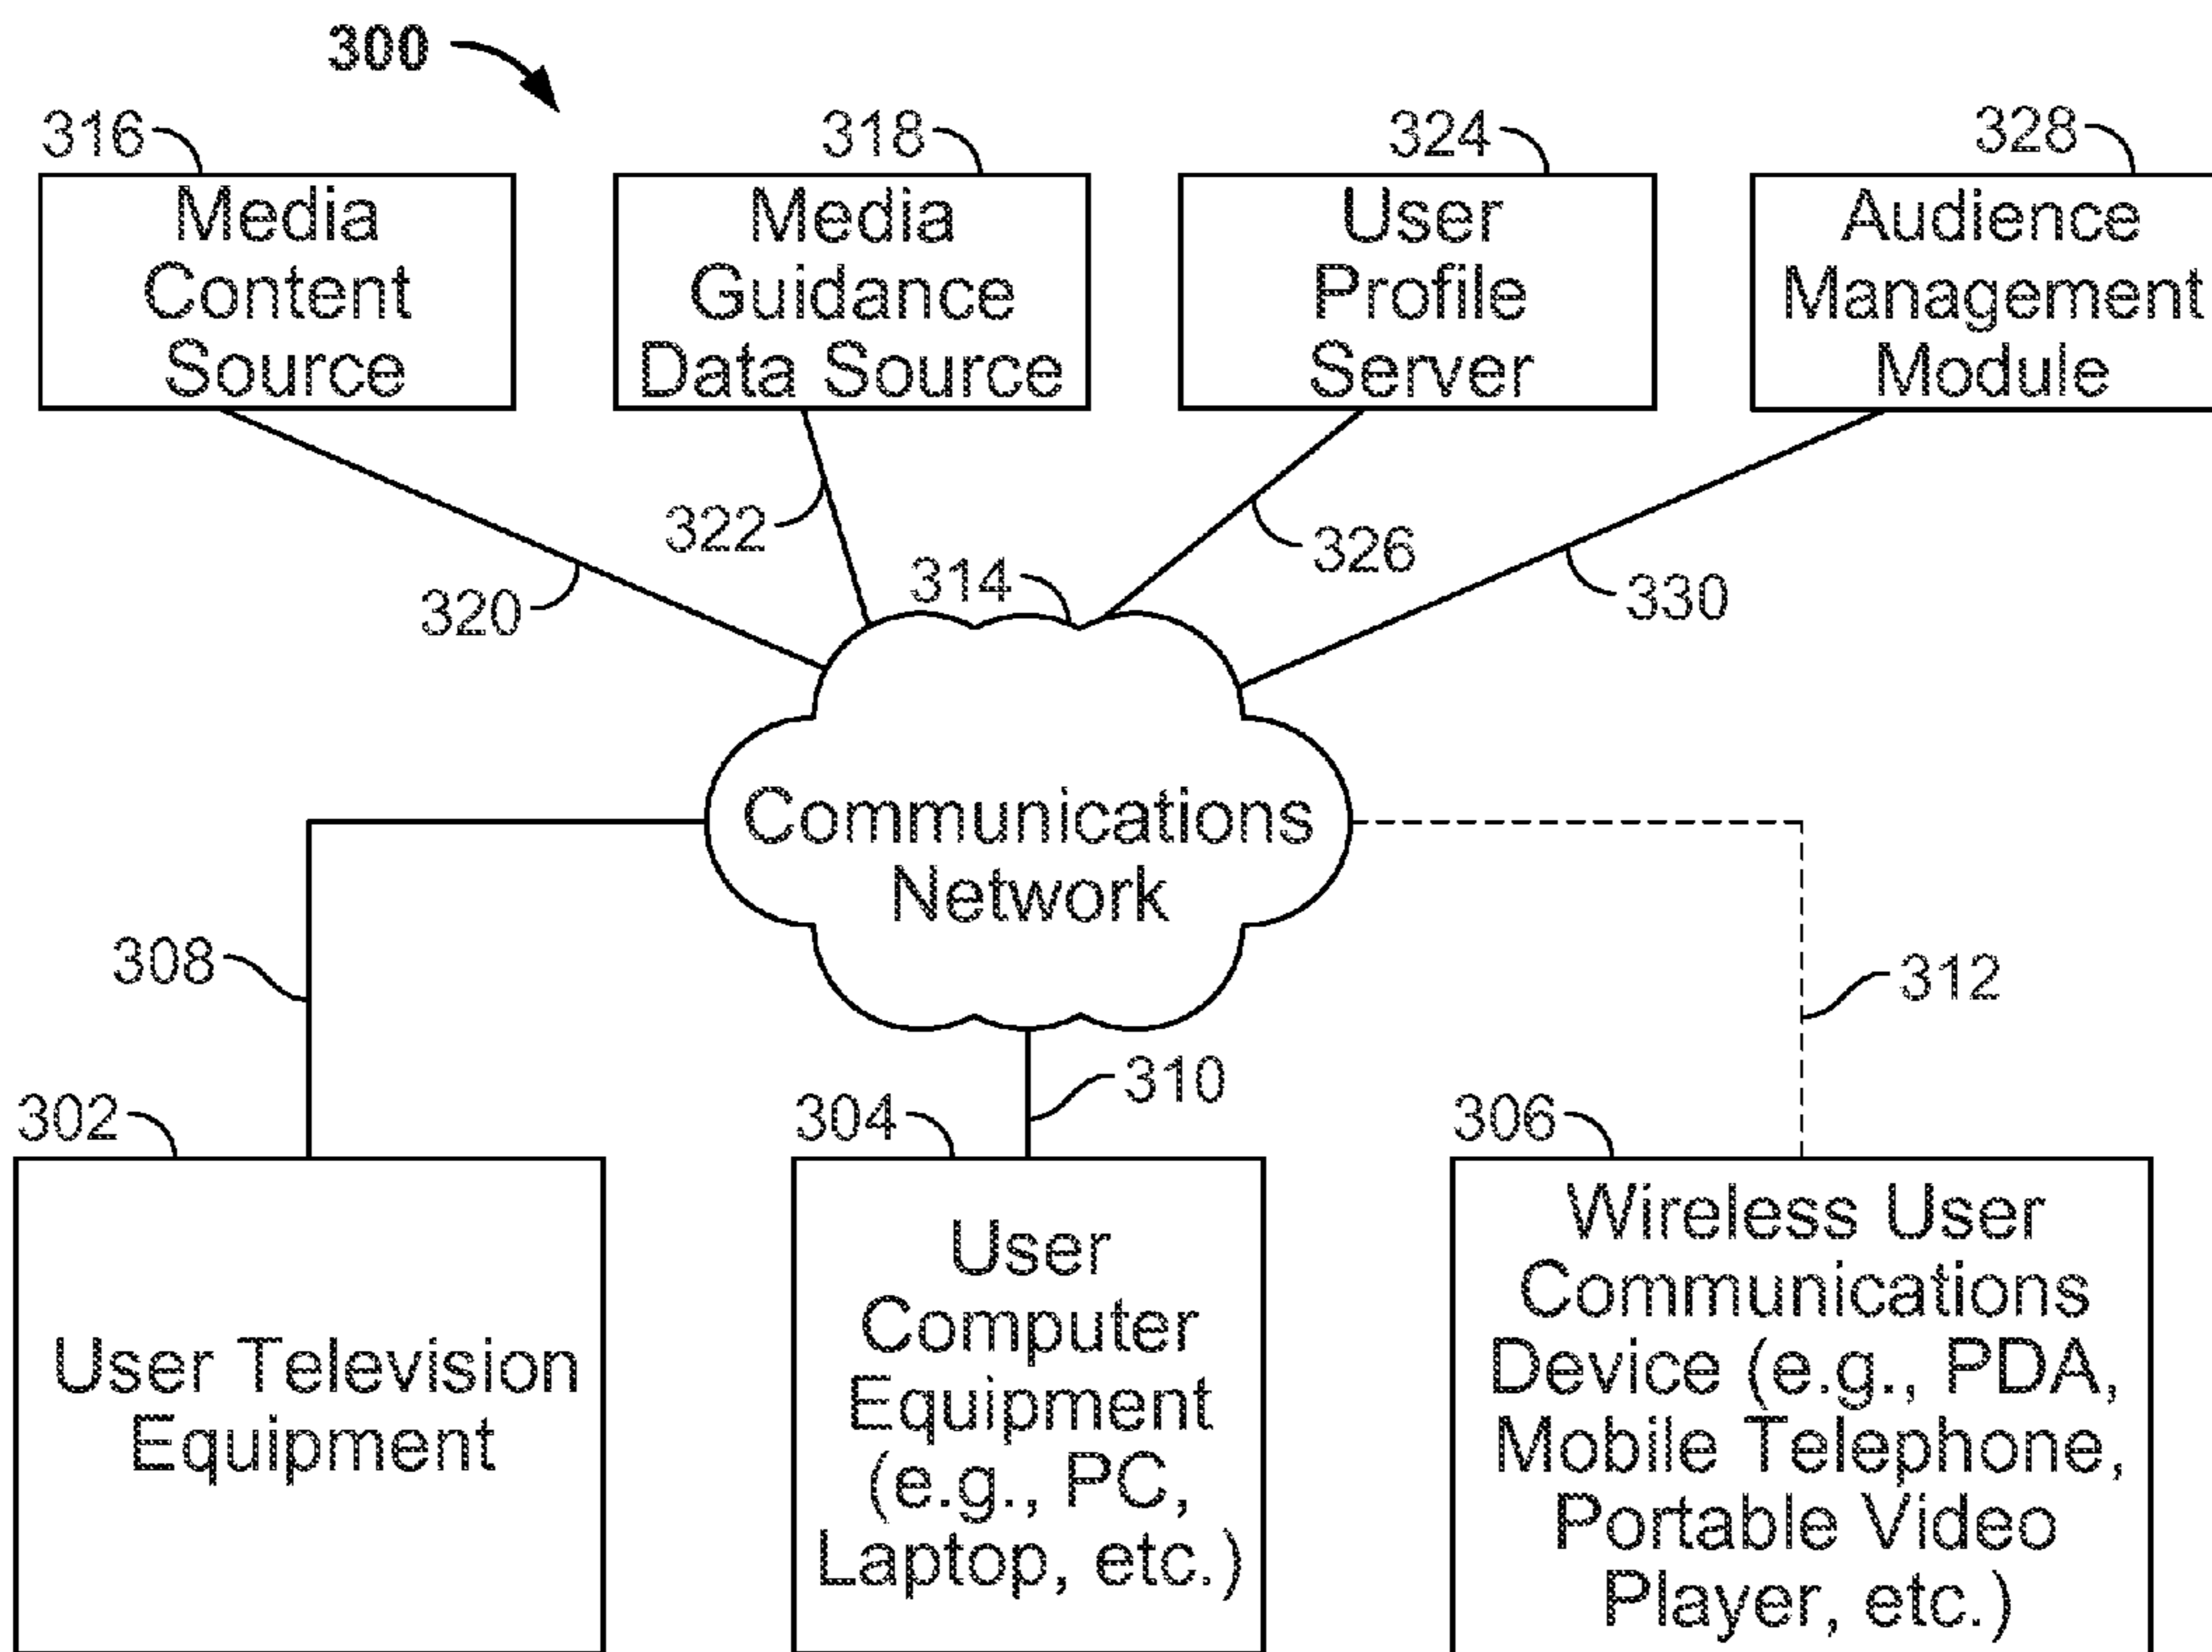 300
316
318
324
328
Media
Content
Source
Media
Guidance
Data Source
User
Profile
Server
Audience
Management
Module
320
322
314
326
330
Communications
Network
308
310
312
302
304
306
User Television
Equipment
User
Computer
Equipment
(e.g., PC,
Laptop, etc.)
Wireless User
Communications
Device (e.g., PDA,
Mobile Telephone,
Portable Video
Player, etc.)